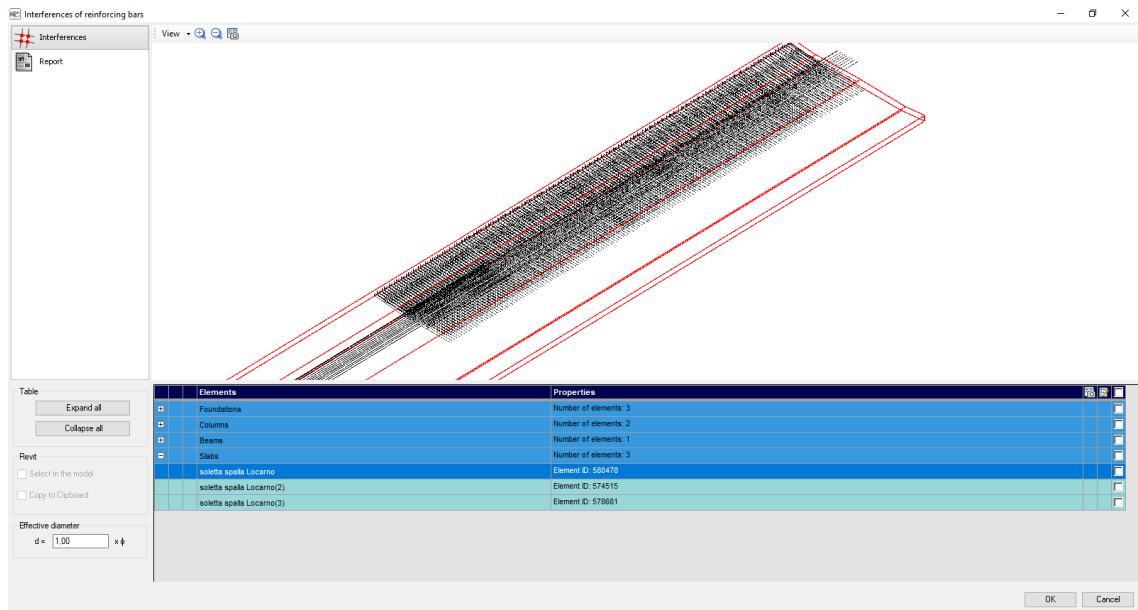 Interferences of reinforcing bars
Interferences
Report
View
Table
Expand all
Collapse all
Revit
Select in the model
Copy to Clipboard
Effective diameter
d = 1,00 x ϕ
Elements Properties
Foundations Number of elements: 3
Columns Number of elements: 2
Beams Number of elements: 1
Slabs Number of elements: 3
soletta spalla Locarno Element ID: 580478
soletta spalla Locarno(2) Element ID: 574515
soletta spalla Locarno(3) Element ID: 578681
OK Cancel